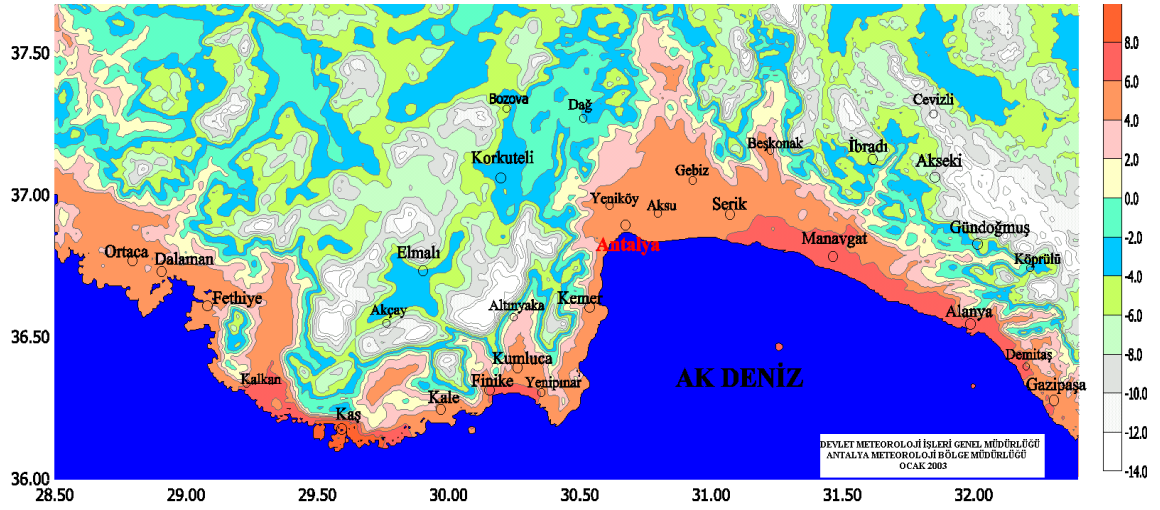 37.50
37.00
36.50
36.00
28.50 29.00 29.50 30.00 30.50 31.00 31.50 32.00
8.0
6.0
4.0
2.0
0.0
-2.0
-4.0
-6.0
-8.0
-10.0
-12.0
-14.0
Bozova
Dağ
Cevizli
Korkuteli
Beşkonak
İbradı
Akseki
Gebiz
Yeniköy
Aksu
Serik
Antalya
Manavgat
Gündoğmuş
Köprülü
Ortaca
Dalaman
Elmalı
Fethiye
Akçay
Altınyaka
Kemer
Alanya
Kumluca
Demitaş
Kalkan
Finike
Yenipınar
AK DENİZ
Gazipaşa
Kaş
Kale
DEVLET METEOROLOJİ İŞLERİ GENEL MÜDÜRLÜĞÜ
ANTALYA METEOROLOJİ BÖLGE MÜDÜRLÜĞÜ
OCAK 2003